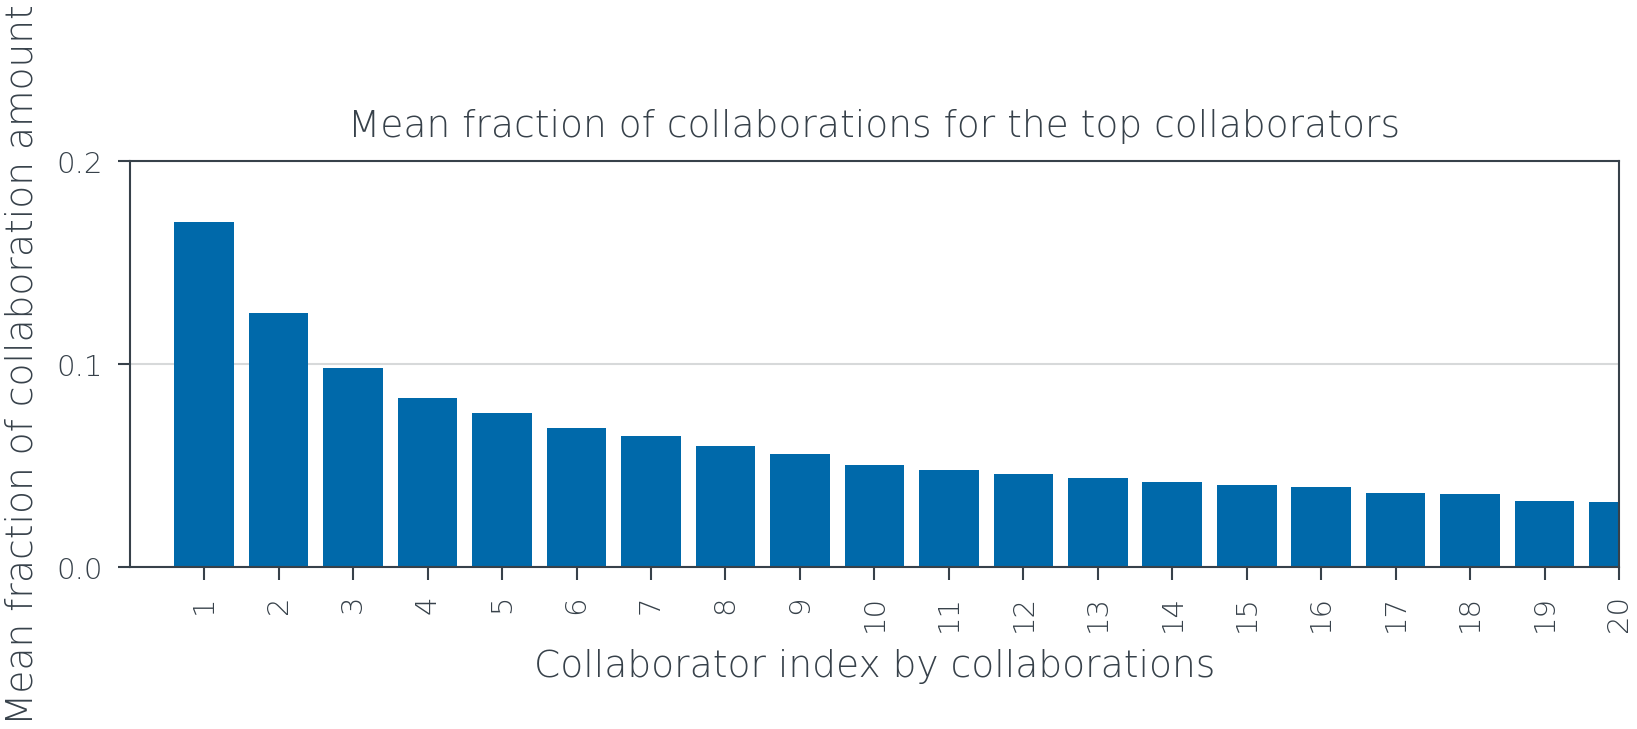 Mean fraction of collaborations for the top collaborators
Mean fraction of collaboration amount
0.2
0.1
0.0
1 2 3 4 5 6 7 8 9 10 11 12 13 14 15 16 17 18 19 20
Collaborator index by collaborations